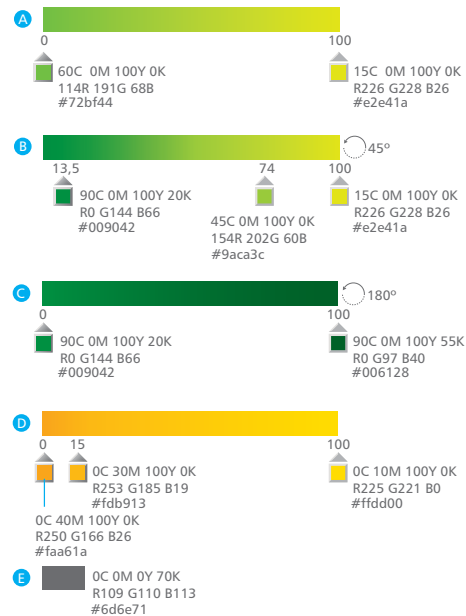 A
0 100
60C 0M 100Y 0K
114R 191G 68B
#72bf44
15C 0M 100Y 0K
R226 G228 B26
#e2e41a
B
45º
13,5 74 100
90C 0M 100Y 20K
R0 G144 B66
#009042
45C 0M 100Y 0K
154R 202G 60B
#9aca3c
15C 0M 100Y 0K
R226 G228 B26
#e2e41a
C
180º
0 100
90C 0M 100Y 20K
R0 G144 B66
#009042
90C 0M 100Y 55K
R0 G97 B40
#006128
D
0 15 100
0C 30M 100Y 0K
R253 G185 B19
#fdb913
0C 40M 100Y 0K
R250 G166 B26
#faa61a
0C 10M 100Y 0K
R225 G221 B0
#ffdd00
E
0C 0M 0Y 70K
R109 G110 B113
#6d6e71